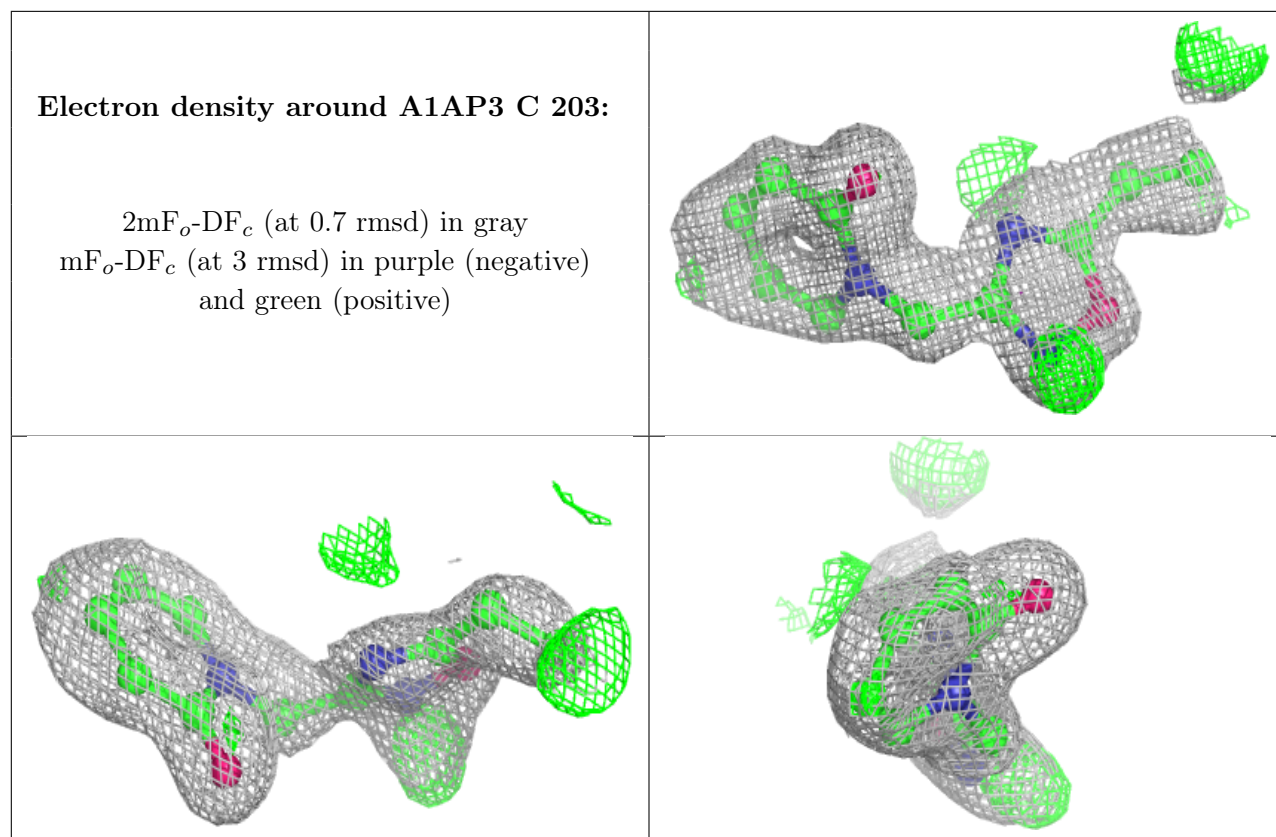 Electron density around A1AP3 C 203:
2mFₒ-DF𝒸 (at 0.7 rmsd) in gray
mFₒ-DF𝒸 (at 3 rmsd) in purple (negative)
and green (positive)